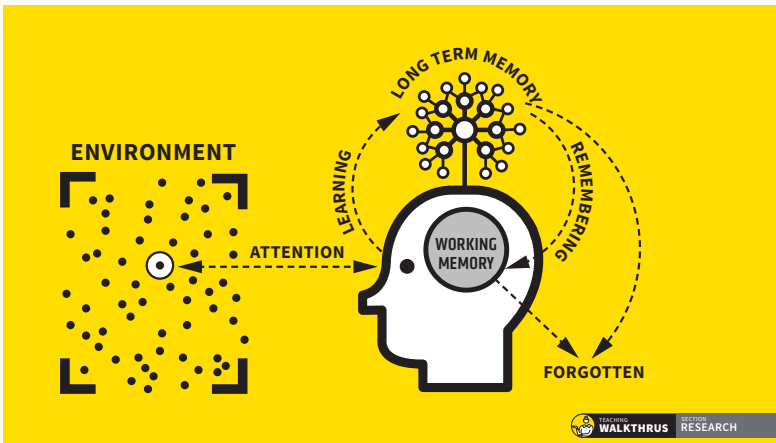 LONG TERM MEMORY
ENVIRONMENT
LEARNING
REMEMBERING
ATTENTION
WORKING
MEMORY
FORGOTTEN
TEACHING
WALKTHRUS
SECTION
RESEARCH